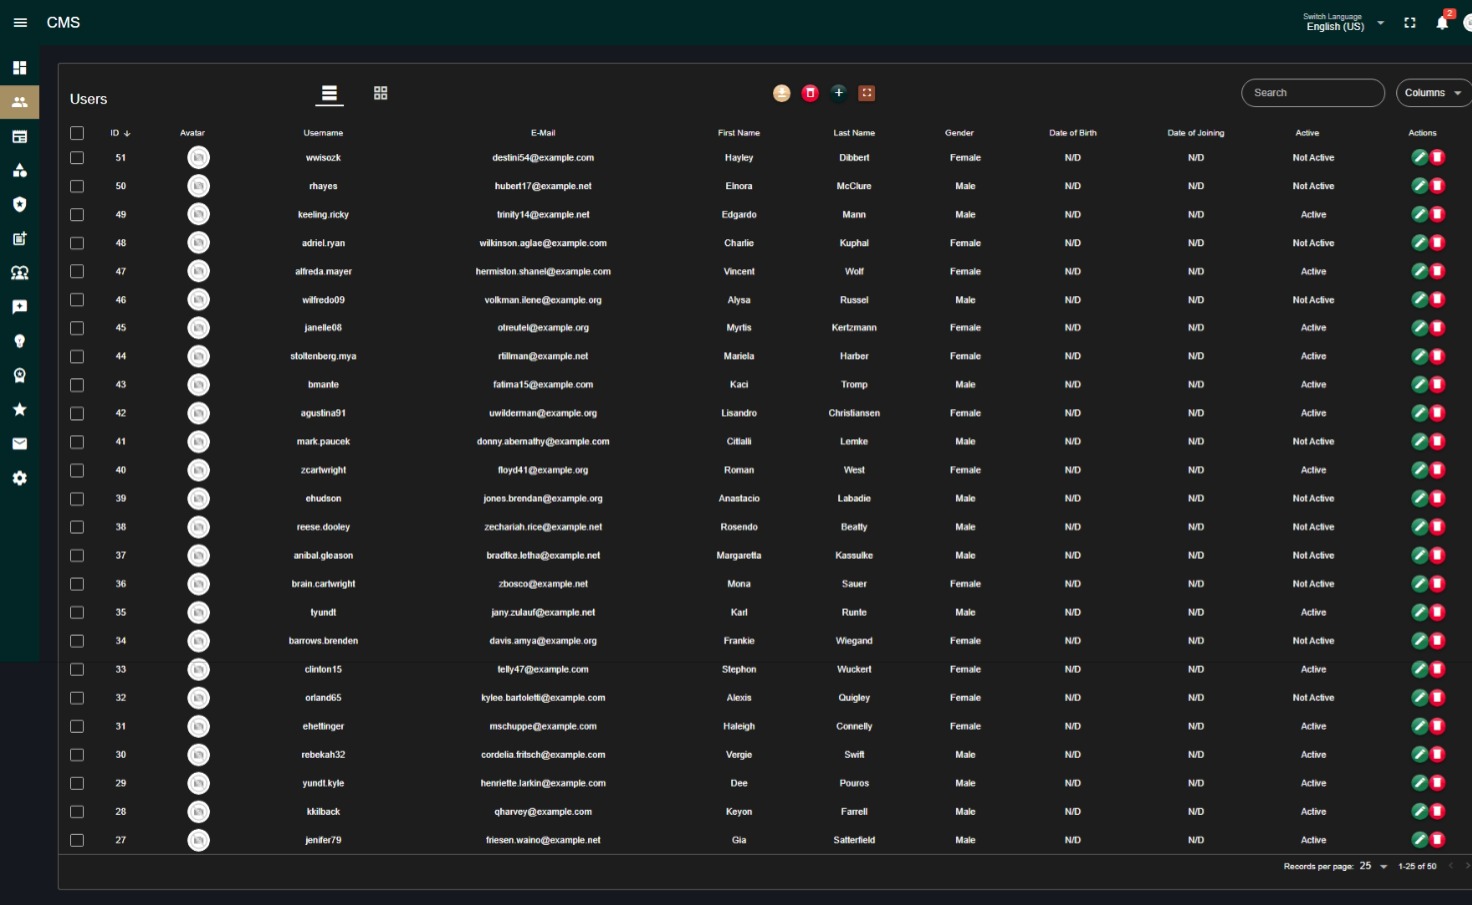 CMS
Switch Language
English (US)
2
Users
Search
Columns
ID Avatar Username E-Mail First Name Last Name Gender Date of Birth Date of Joining Active Actions
51 wwisozk destini54@example.com Hayley Dibbert Female N/D N/D Not Active
50 rhayes hubert17@example.net Elnora McClure Male N/D N/D Not Active
49 keeling.ricky trinity14@example.net Edgardo Mann Male N/D N/D Active
48 adriel.ryan wilkinson.aglae@example.com Charlie Kuphal Female N/D N/D Not Active
47 alfreda.mayer hermiston.shanel@example.com Vincent Wolf Female N/D N/D Active
46 wilfredo09 volkman.ilene@example.org Alysa Russel Male N/D N/D Not Active
45 janelle08 otreutel@example.org Myrtis Kertzmann Female N/D N/D Active
44 stoltenberg.mya rtillman@example.net Mariela Harber Female N/D N/D Active
43 bmante fatima15@example.com Kaci Tromp Male N/D N/D Active
42 agustina91 uwilderman@example.org Lisandro Christiansen Female N/D N/D Active
41 mark.paucek donny.abernathy@example.com Citlalli Lemke Male N/D N/D Not Active
40 zcartwright floyd41@example.org Roman West Female N/D N/D Active
39 ehudson jones.brendan@example.org Anastacio Labadie Male N/D N/D Not Active
38 reese.dooley zechariah.rice@example.net Rosendo Beatty Male N/D N/D Not Active
37 anibal.gleason bradtke.letha@example.net Margaretta Kassulke Male N/D N/D Not Active
36 brain.cartwright zbosco@example.net Mona Sauer Female N/D N/D Not Active
35 tyundt jany.zulauf@example.net Karl Runte Male N/D N/D Active
34 barrows.brenden davis.amya@example.org Frankie Wiegand Female N/D N/D Not Active
33 clinton15 telly47@example.com Stephon Wuckert Female N/D N/D Active
32 orland65 kylee.bartoletti@example.com Alexis Quigley Female N/D N/D Not Active
31 ehettinger mschuppe@example.com Haleigh Connelly Female N/D N/D Active
30 rebekah32 cordelia.fritsch@example.com Vergie Swift Male N/D N/D Active
29 yundt.kyle henriette.larkin@example.com Dee Pouros Male N/D N/D Active
28 kkilback qharvey@example.com Keyon Farrell Male N/D N/D Active
27 jenifer79 friesen.waino@example.net Gia Satterfield Male N/D N/D Active
Records per page: 25 1-25 of 50